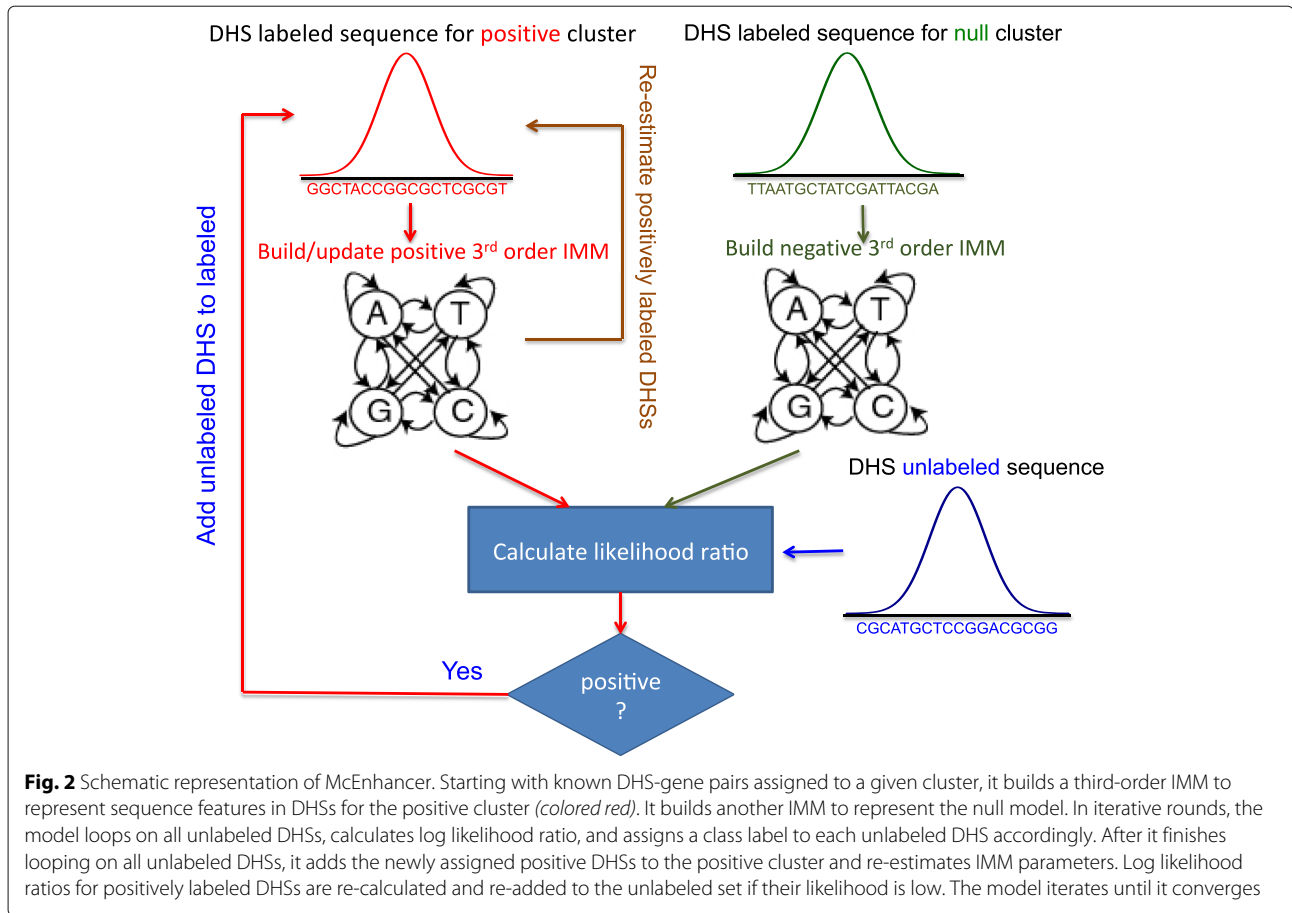 DHS labeled sequence for positive cluster
DHS labeled sequence for null cluster
GGCTACCGGCGCTCGCGT
TTAATGCTATCGATTACGA
Re-estimate positively labeled DHSs
Add unlabeled DHS to labeled
Build/update positive 3rd order IMM
Build negative 3rd order IMM
A T
G C
A T
G C
DHS unlabeled sequence
CGCATGCTCCGGACGCGG
Calculate likelihood ratio
Yes
positive
?
Fig. 2 Schematic representation of McEnhancer. Starting with known DHS-gene pairs assigned to a given cluster, it builds a third-order IMM to
represent sequence features in DHSs for the positive cluster (colored red). It builds another IMM to represent the null model. In iterative rounds, the
model loops on all unlabeled DHSs, calculates log likelihood ratio, and assigns a class label to each unlabeled DHS accordingly. After it finishes
looping on all unlabeled DHSs, it adds the newly assigned positive DHSs to the positive cluster and re-estimates IMM parameters. Log likelihood
ratios for positively labeled DHSs are re-calculated and re-added to the unlabeled set if their likelihood is low. The model iterates until it converges